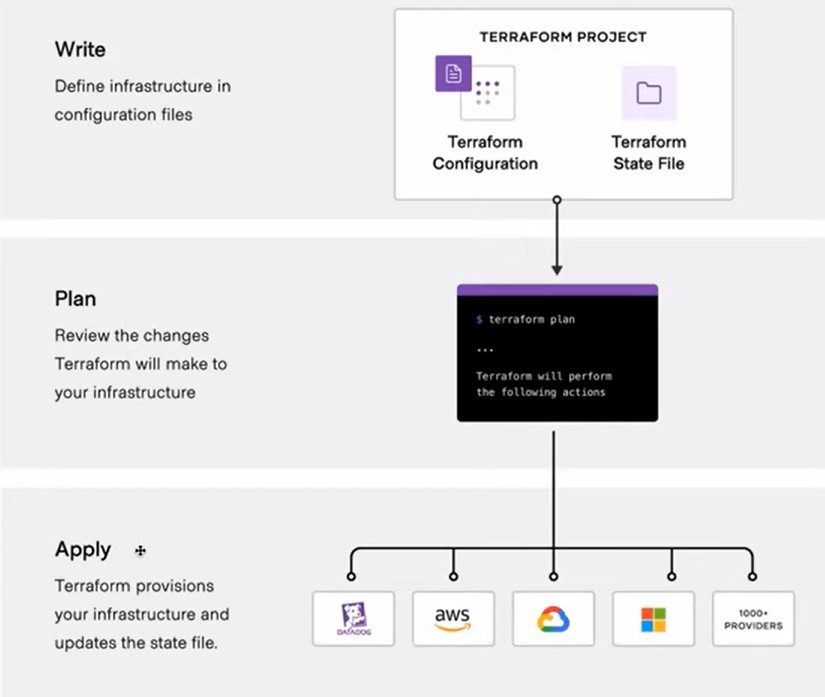 Write
Define infrastructure in
configuration files
TERRAFORM PROJECT
Terraform
Configuration
Terraform
State File
Plan
Review the changes
Terraform will make to
your infrastructure
$ terraform plan
...
Terraform will perform
the following actions
Apply
Terraform provisions
your infrastructure and
updates the state file.
DATADOG
aws
1000+
PROVIDERS